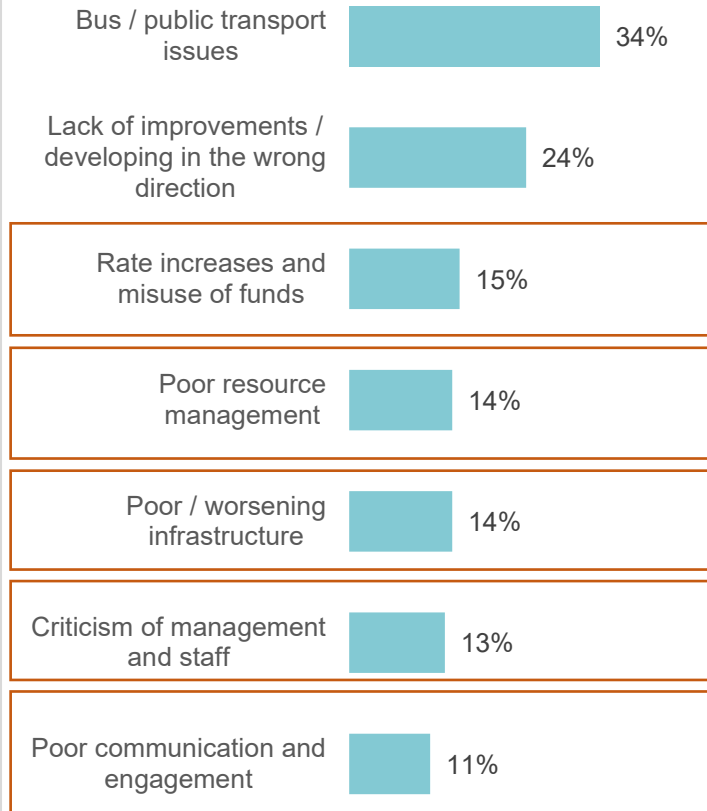 Bus / public transport
issues
34%
Lack of improvements /
developing in the wrong
direction
24%
Rate increases and
misuse of funds
15%
Poor resource
management
14%
Poor / worsening
infrastructure
14%
Criticism of management
and staff
13%
Poor communication and
engagement
11%